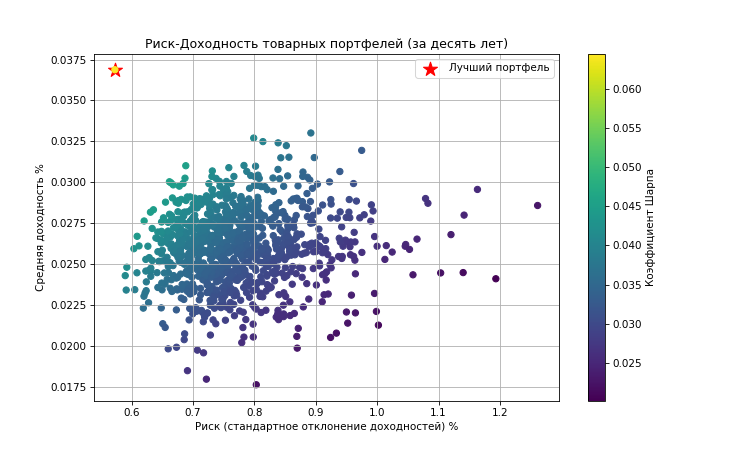 Риск-Доходность товарных портфелей (за десять лет)
Лучший портфель
0.0375
0.0350
0.0325
0.0300
0.0275
0.0250
0.0225
0.0200
0.0175
Средняя доходность %
0.6 0.7 0.8 0.9 1.0 1.1 1.2
Риск (стандартное отклонение доходностей) %
0.060
0.055
0.050
0.045
0.040
0.035
0.030
0.025
Коэффициент Шарпа